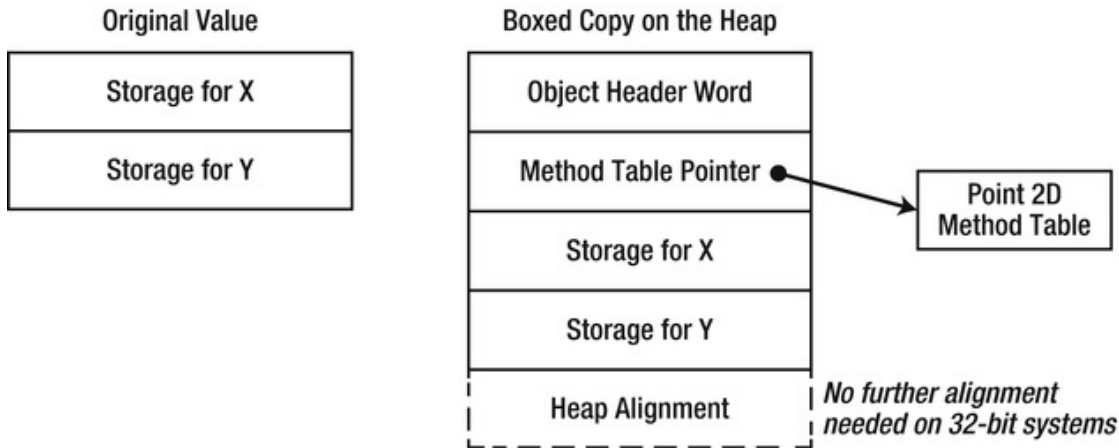 Original Value
Storage for X
Storage for Y
Boxed Copy on the Heap
Object Header Word
Method Table Pointer
Storage for X
Storage for Y
Heap Alignment
Point 2D
Method Table
No further alignment
needed on 32-bit systems